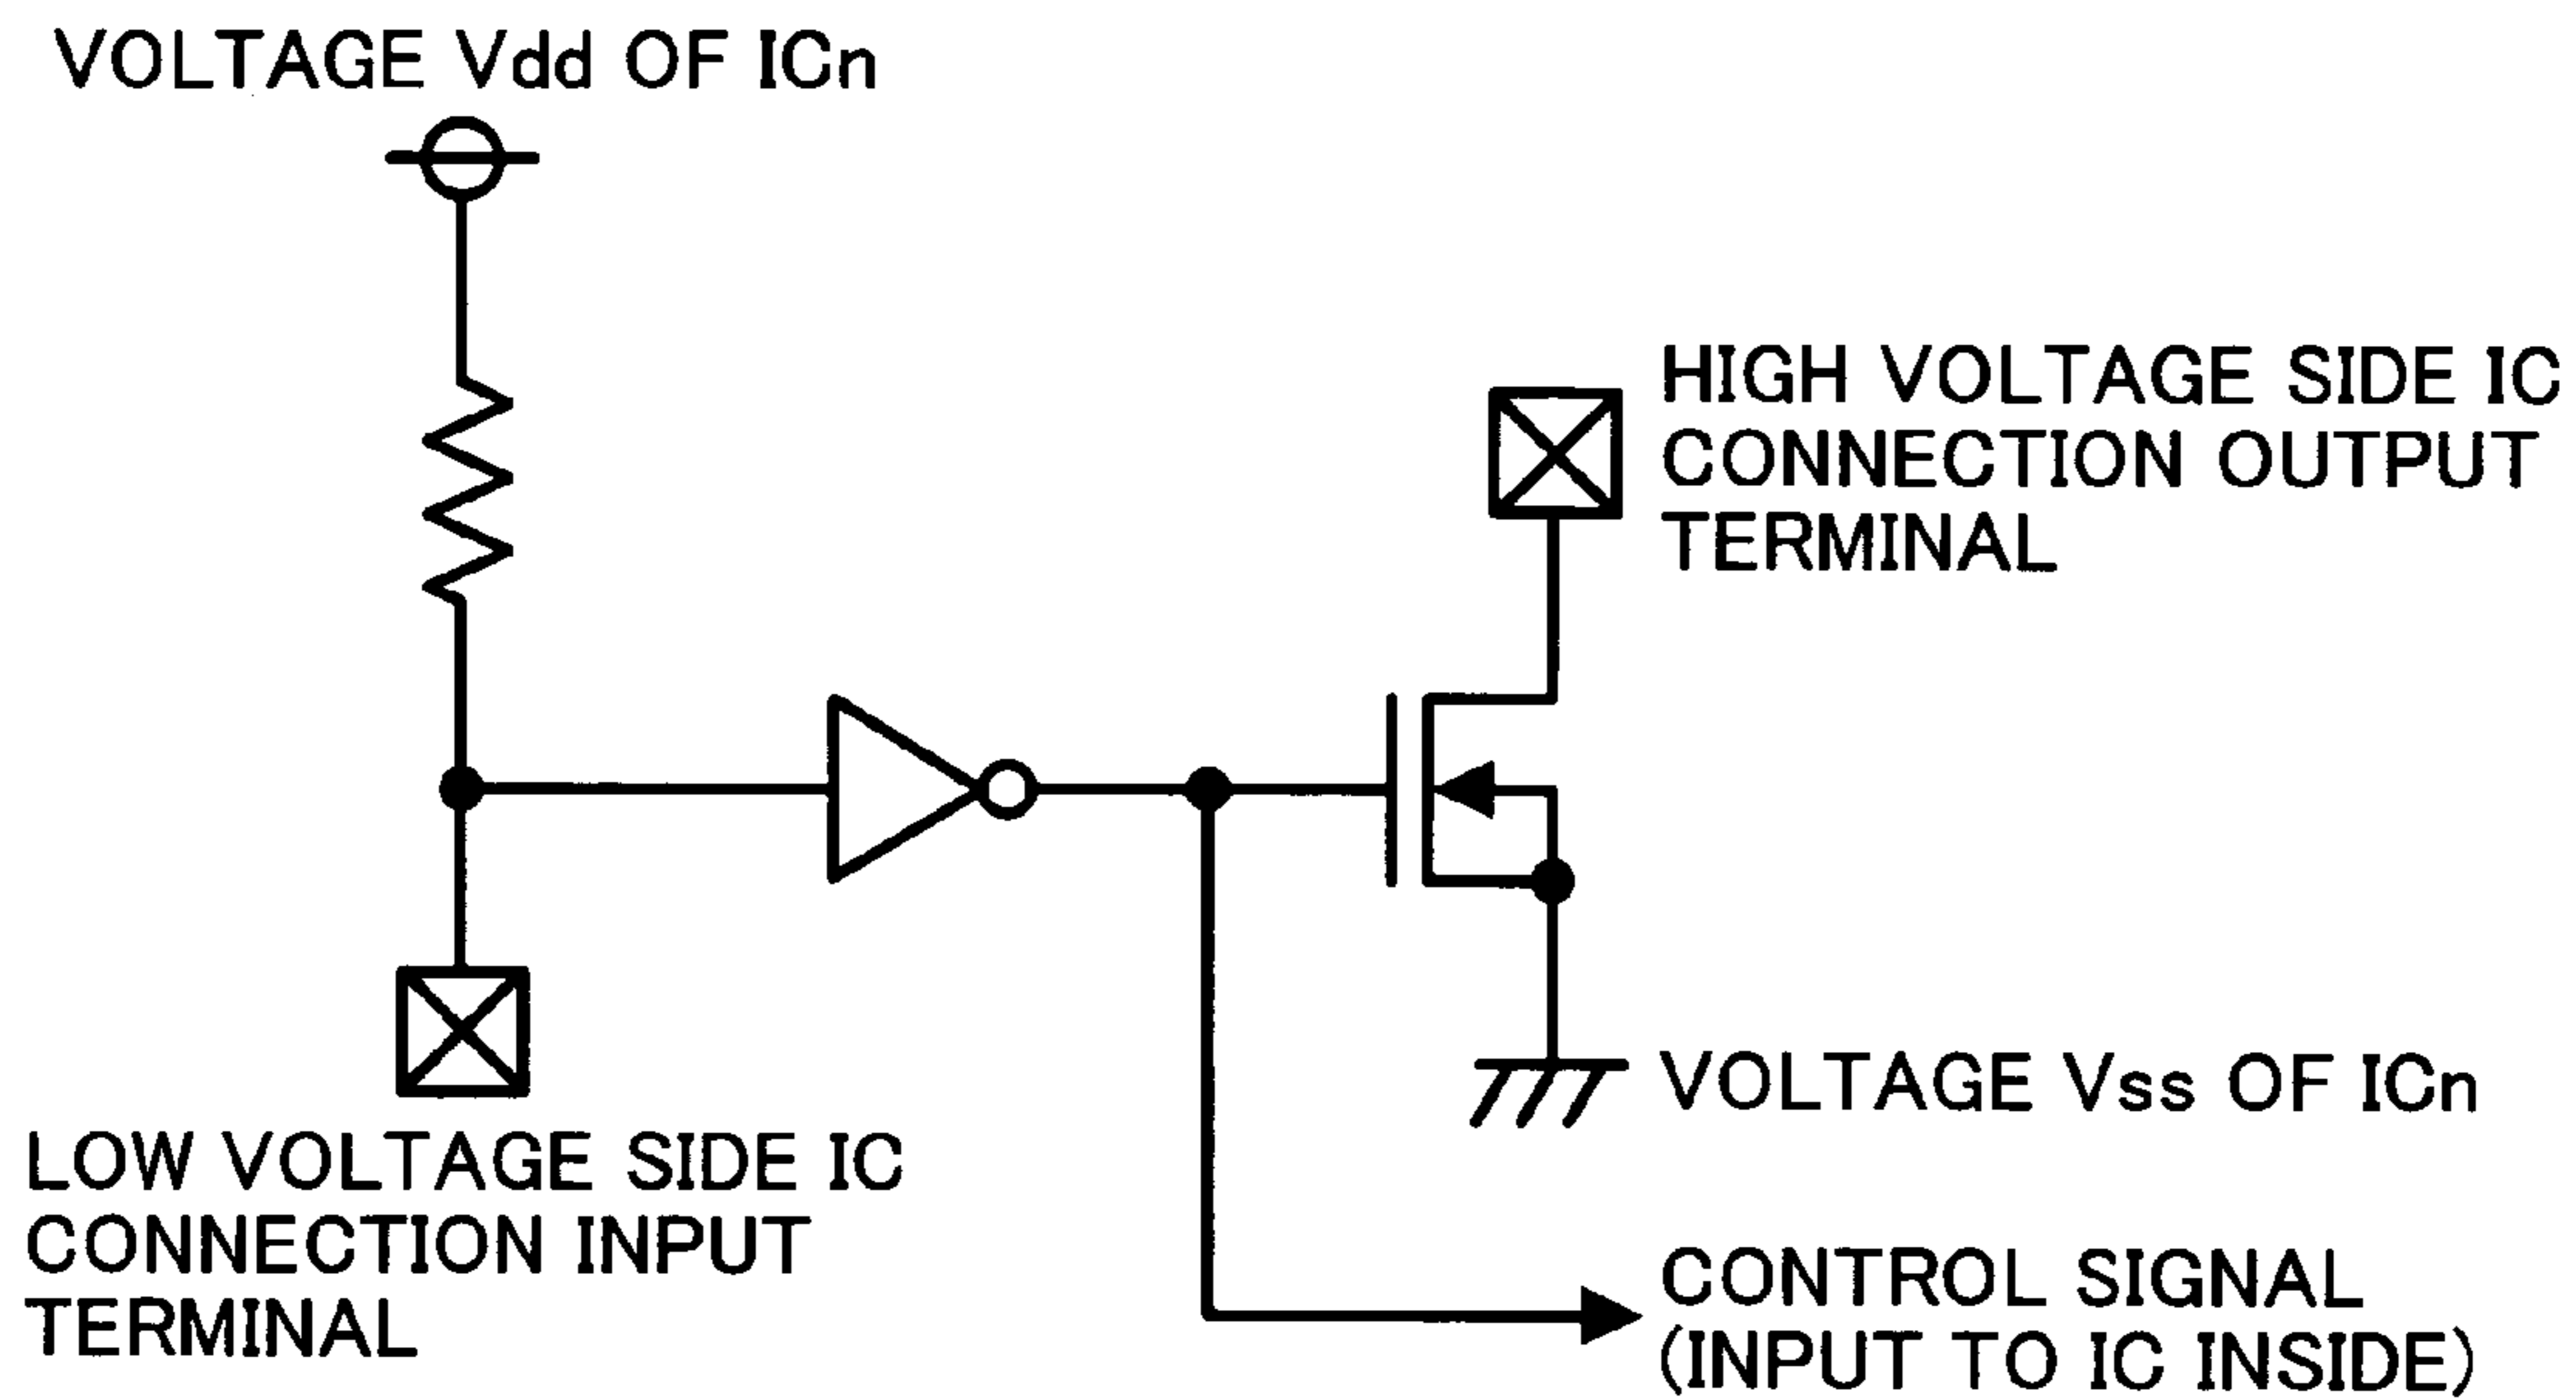 VOLTAGE Vdd OF ICn
HIGH VOLTAGE SIDE IC
CONNECTION OUTPUT
TERMINAL
VOLTAGE Vss OF ICn
LOW VOLTAGE SIDE IC
CONNECTION INPUT
TERMINAL
CONTROL SIGNAL
(INPUT TO IC INSIDE)